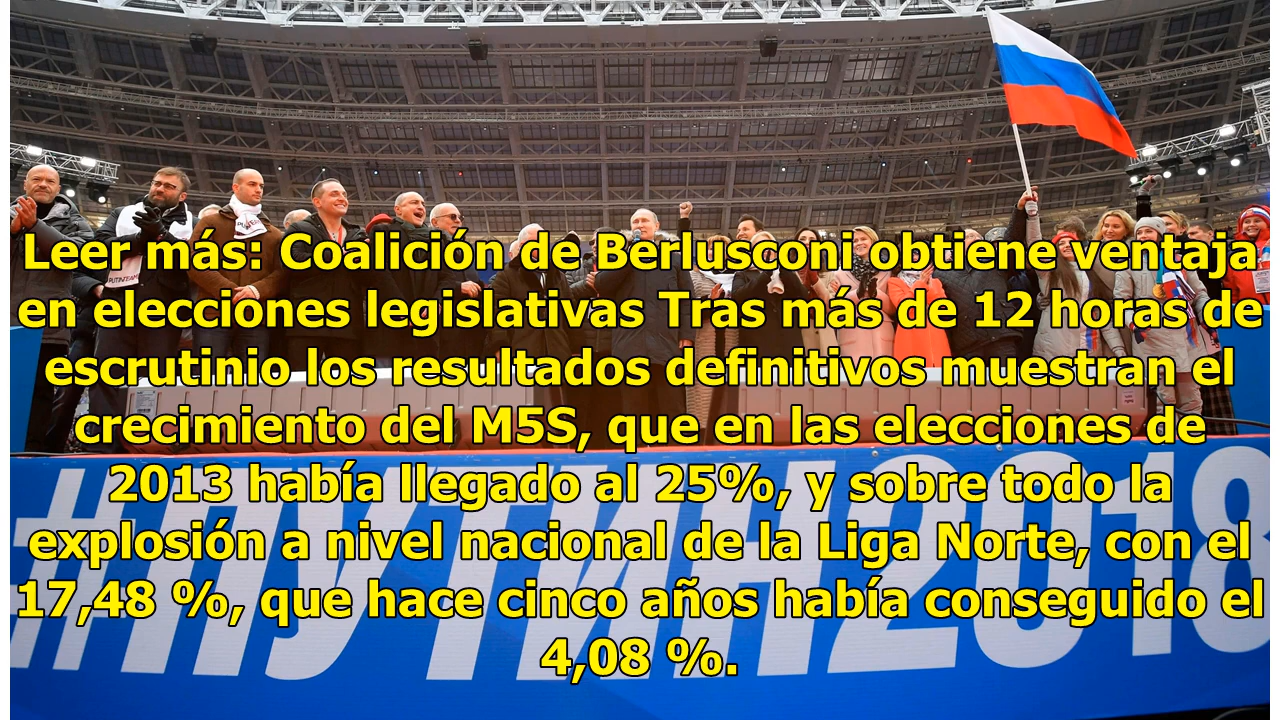 Leer más: Coalición de Berlusconi obtiene ventaja
en elecciones legislativas Tras más de 12 horas de
escrutinio los resultados definitivos muestran el
crecimiento del M5S, que en las elecciones de
2013 había llegado al 25%, y sobre todo la
explosión a nivel nacional de la Liga Norte, con el
17,48 %, que hace cinco años había conseguido el
4,08 %.
#ПУТИН2018